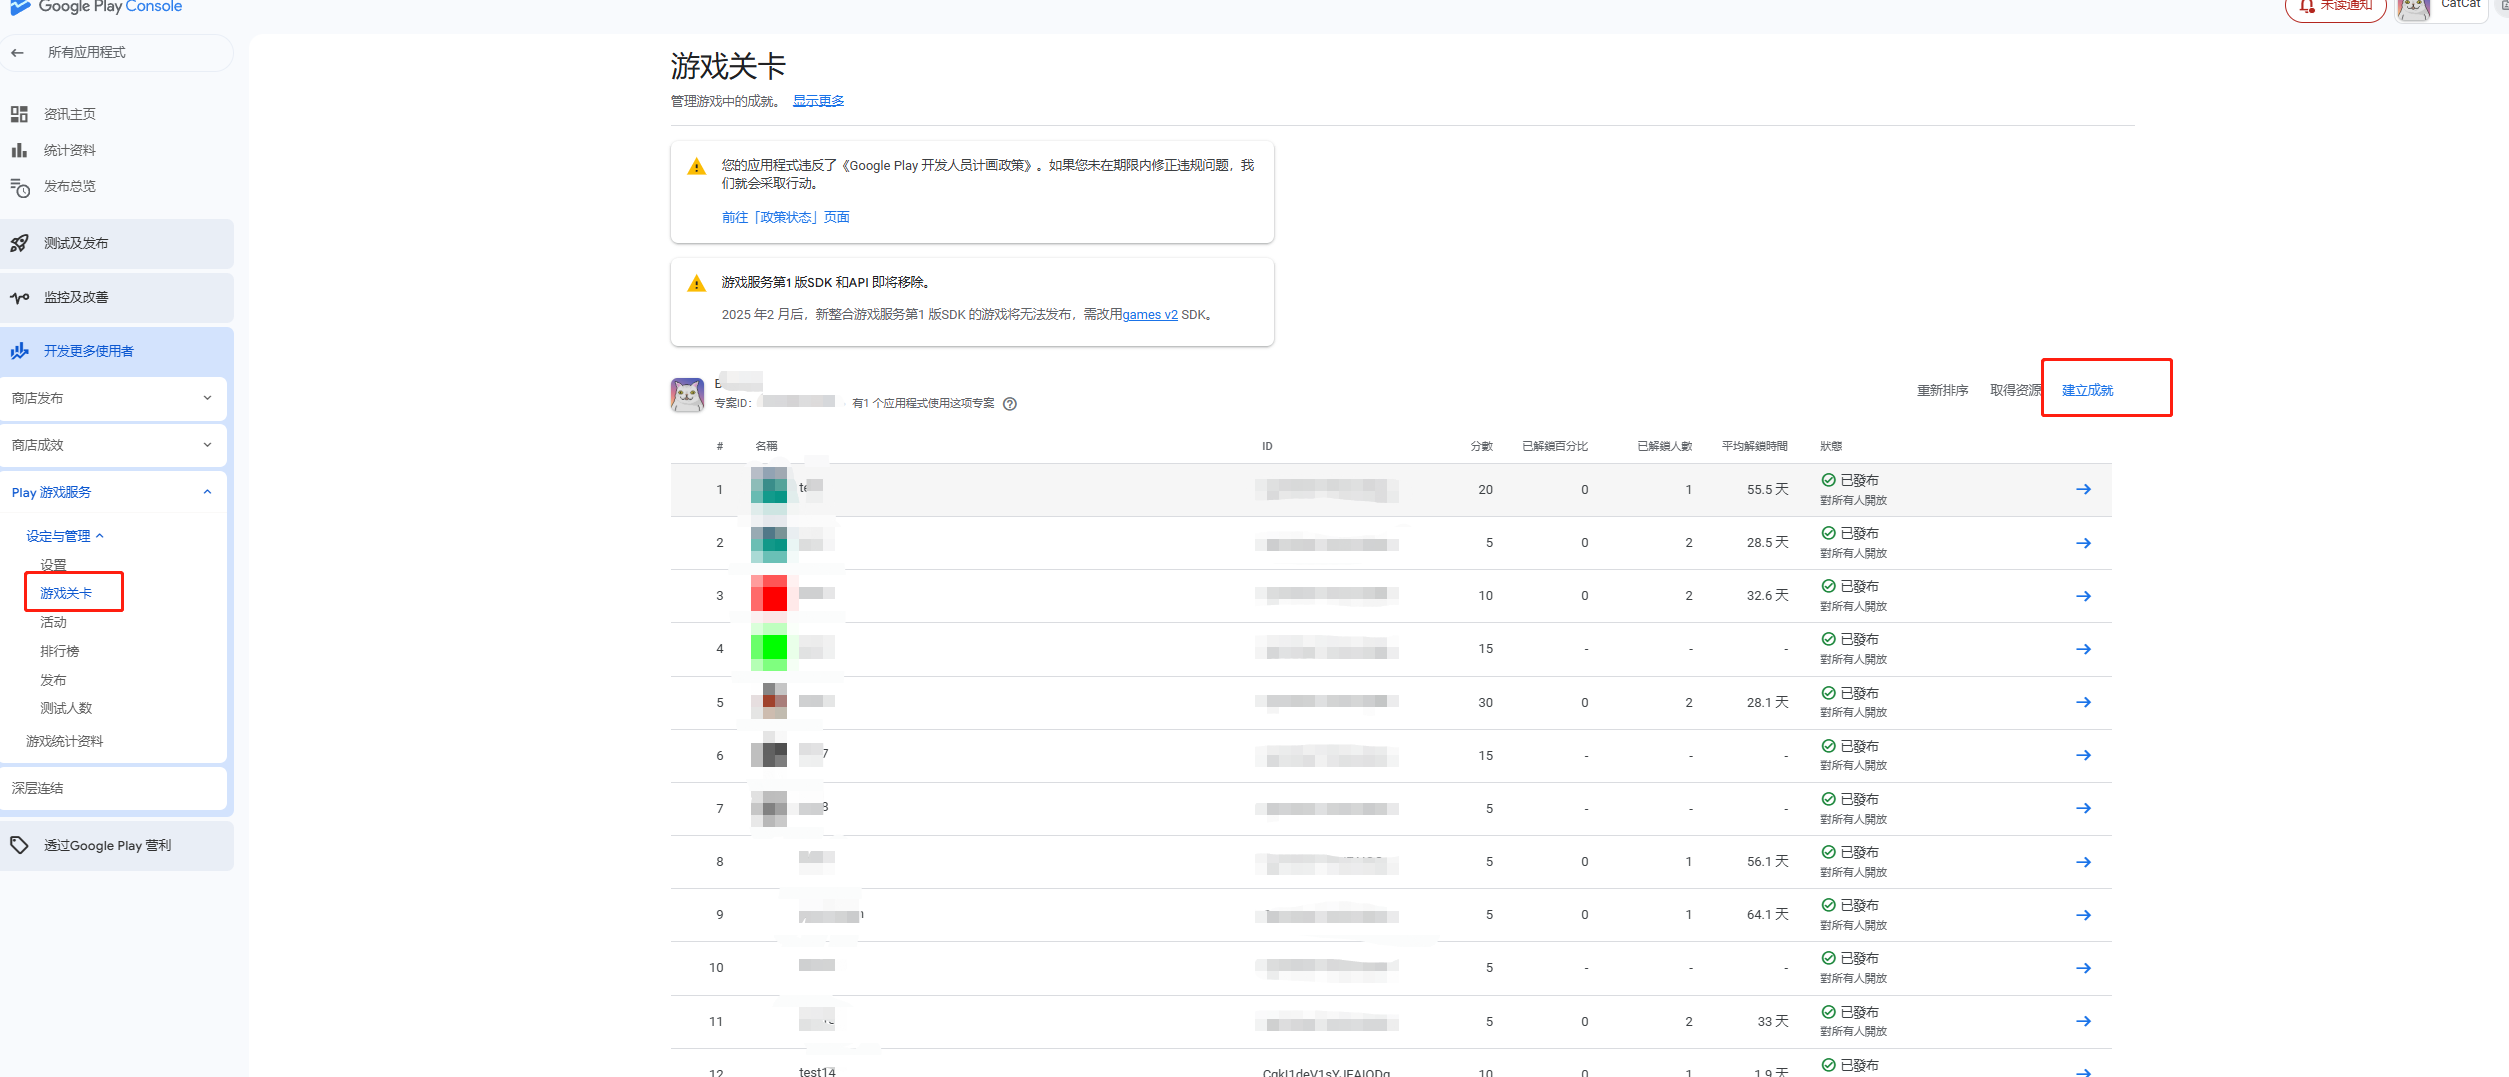 Google Play Console
未读通知
CatCat
所有应用程式
资讯主页
统计资料
发布总览
测试及发布
监控及改善
开发更多使用者
商店发布
商店成效
Play 游戏服务
设定与管理
设置
游戏关卡
活动
排行榜
发布
测试人数
游戏统计资料
深层连结
透过Google Play 营利
游戏关卡
管理游戏中的成就。 显示更多
您的应用程式违反了《Google Play 开发人员计画政策》。如果您未在期限内修正违规问题，我
们就会采取行动。
前往「政策状态」页面
游戏服务第1 版SDK 和API 即将移除。
2025 年2 月后，新整合游戏服务第1 版SDK 的游戏将无法发布，需改用games v2 SDK。
专案ID： 有1 个应用程式使用这项专案
重新排序 取得资源 建立成就
# 名稱 ID 分數 已解鎖百分比 已解鎖人數 平均解鎖時間 狀態
1 te 20 0 1 55.5 天 已發布
對所有人開放
2 5 0 2 28.5 天 已發布
對所有人開放
3 10 0 2 32.6 天 已發布
對所有人開放
4 15 - - - 已發布
對所有人開放
5 30 0 2 28.1 天 已發布
對所有人開放
6 7 15 - - - 已發布
對所有人開放
7 8 5 - - - 已發布
對所有人開放
8 5 0 1 56.1 天 已發布
對所有人開放
9 5 0 1 64.1 天 已發布
對所有人開放
10 5 - - - 已發布
對所有人開放
11 5 0 2 33 天 已發布
對所有人開放
12 test14 10 0 1 1.9 天 已發布